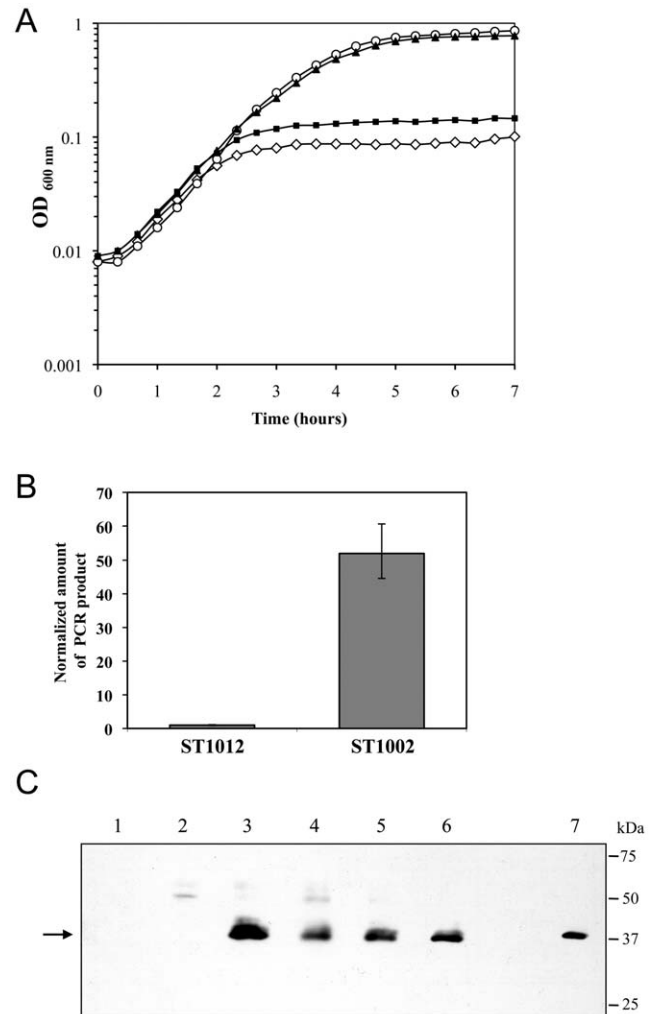 A
1
0.1
0.01
0.001
OD 600 nm
0 1 2 3 4 5 6 7
Time (hours)
B
70
60
50
40
30
20
10
0
Normalized amount
of PCR product
ST1012 ST1002
C
1 2 3 4 5 6 7 kDa
75
50
37
25